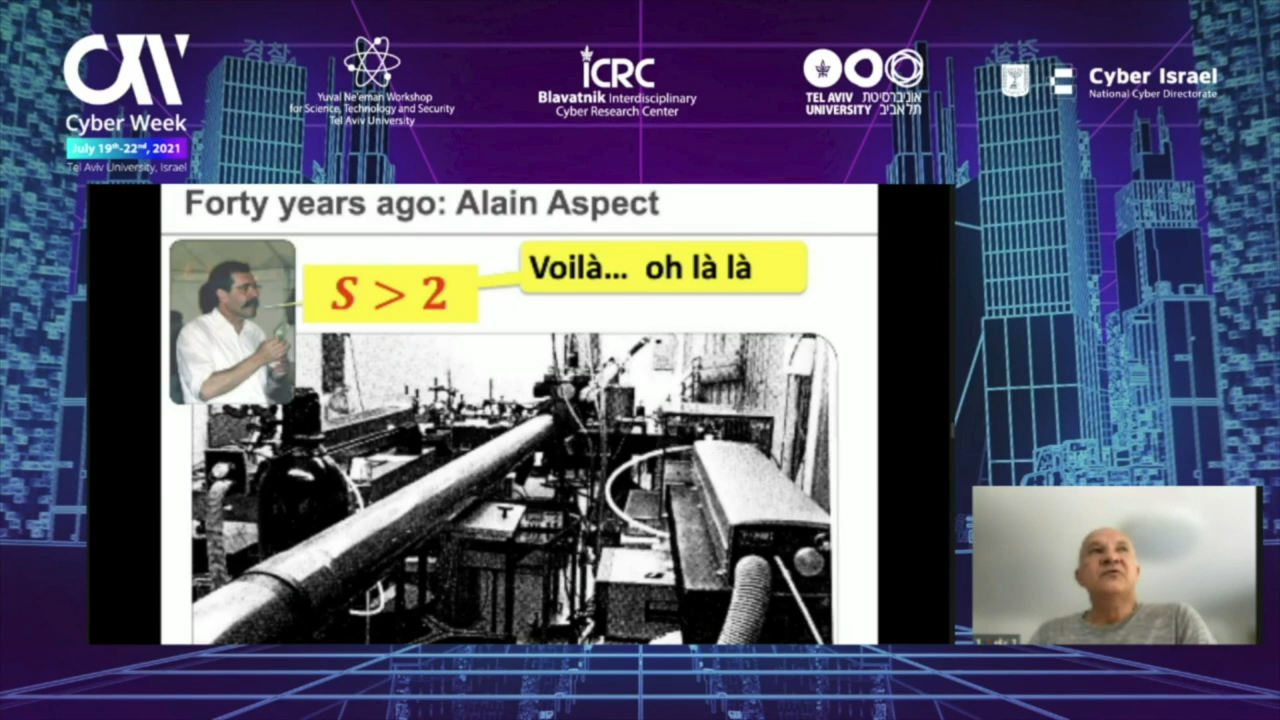 CTW
Cyber Week
July 19th-22nd, 2021
Tel Aviv University, Israel
Yuval Ne'eman Workshop
for Science, Technology and Security
Tel Aviv University
iCRC
Blavatnik Interdisciplinary
Cyber Research Center
TEL AVIV אוניברסיטת
UNIVERSITY תל אביב
Cyber Israel
National Cyber Directorate
Forty years ago: Alain Aspect
S > 2
Voilà... oh là là